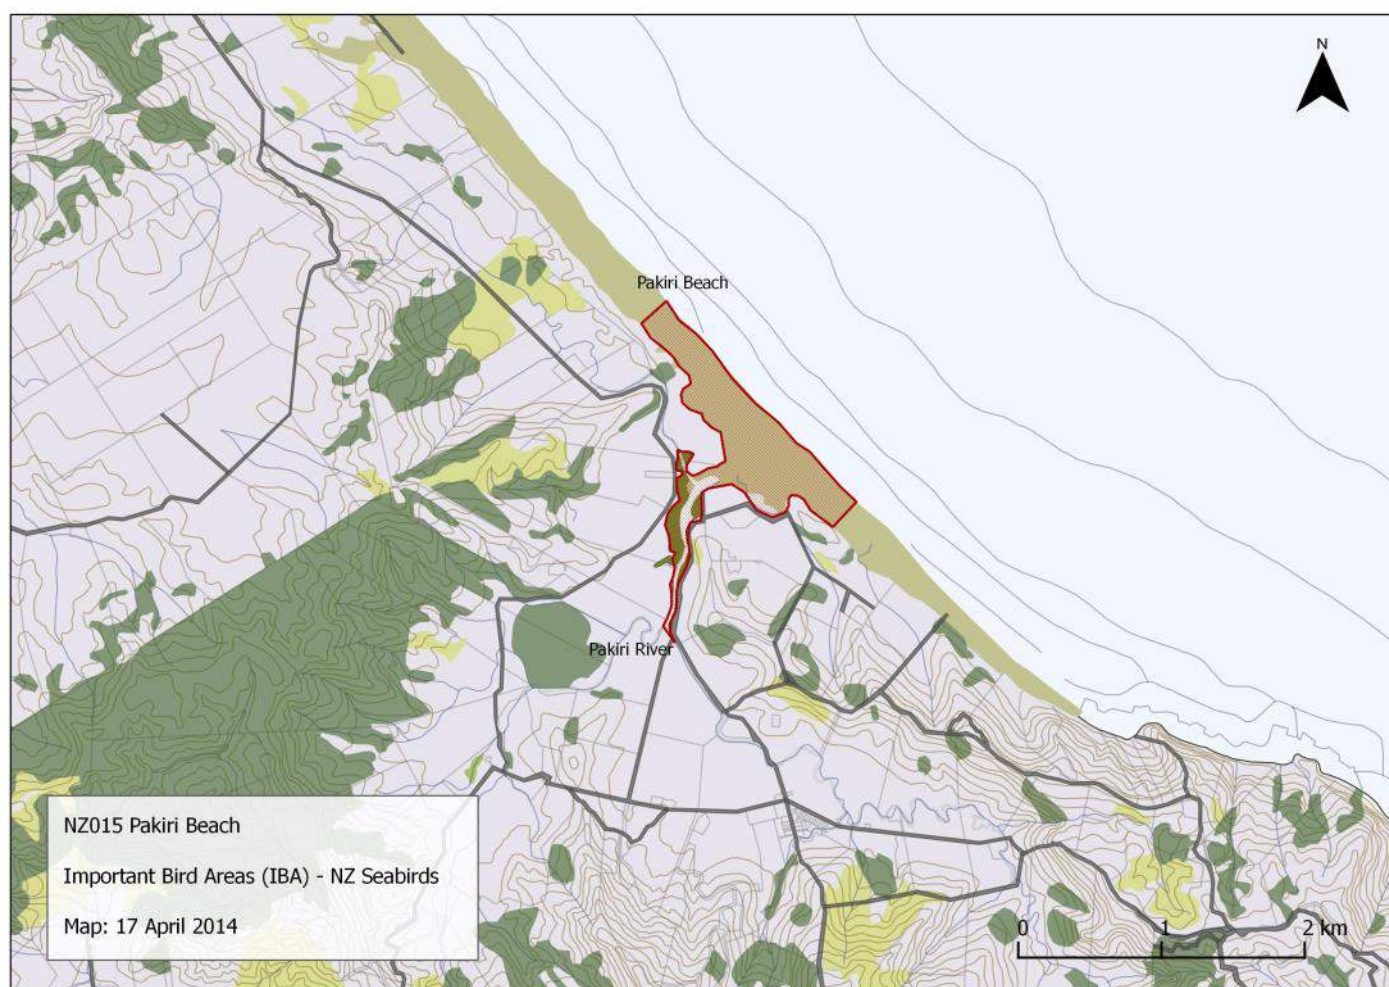 N
Pakiri Beach
Pakiri River
NZ015 Pakiri Beach
Important Bird Areas (IBA) - NZ Seabirds
Map: 17 April 2014
0 1 2 km